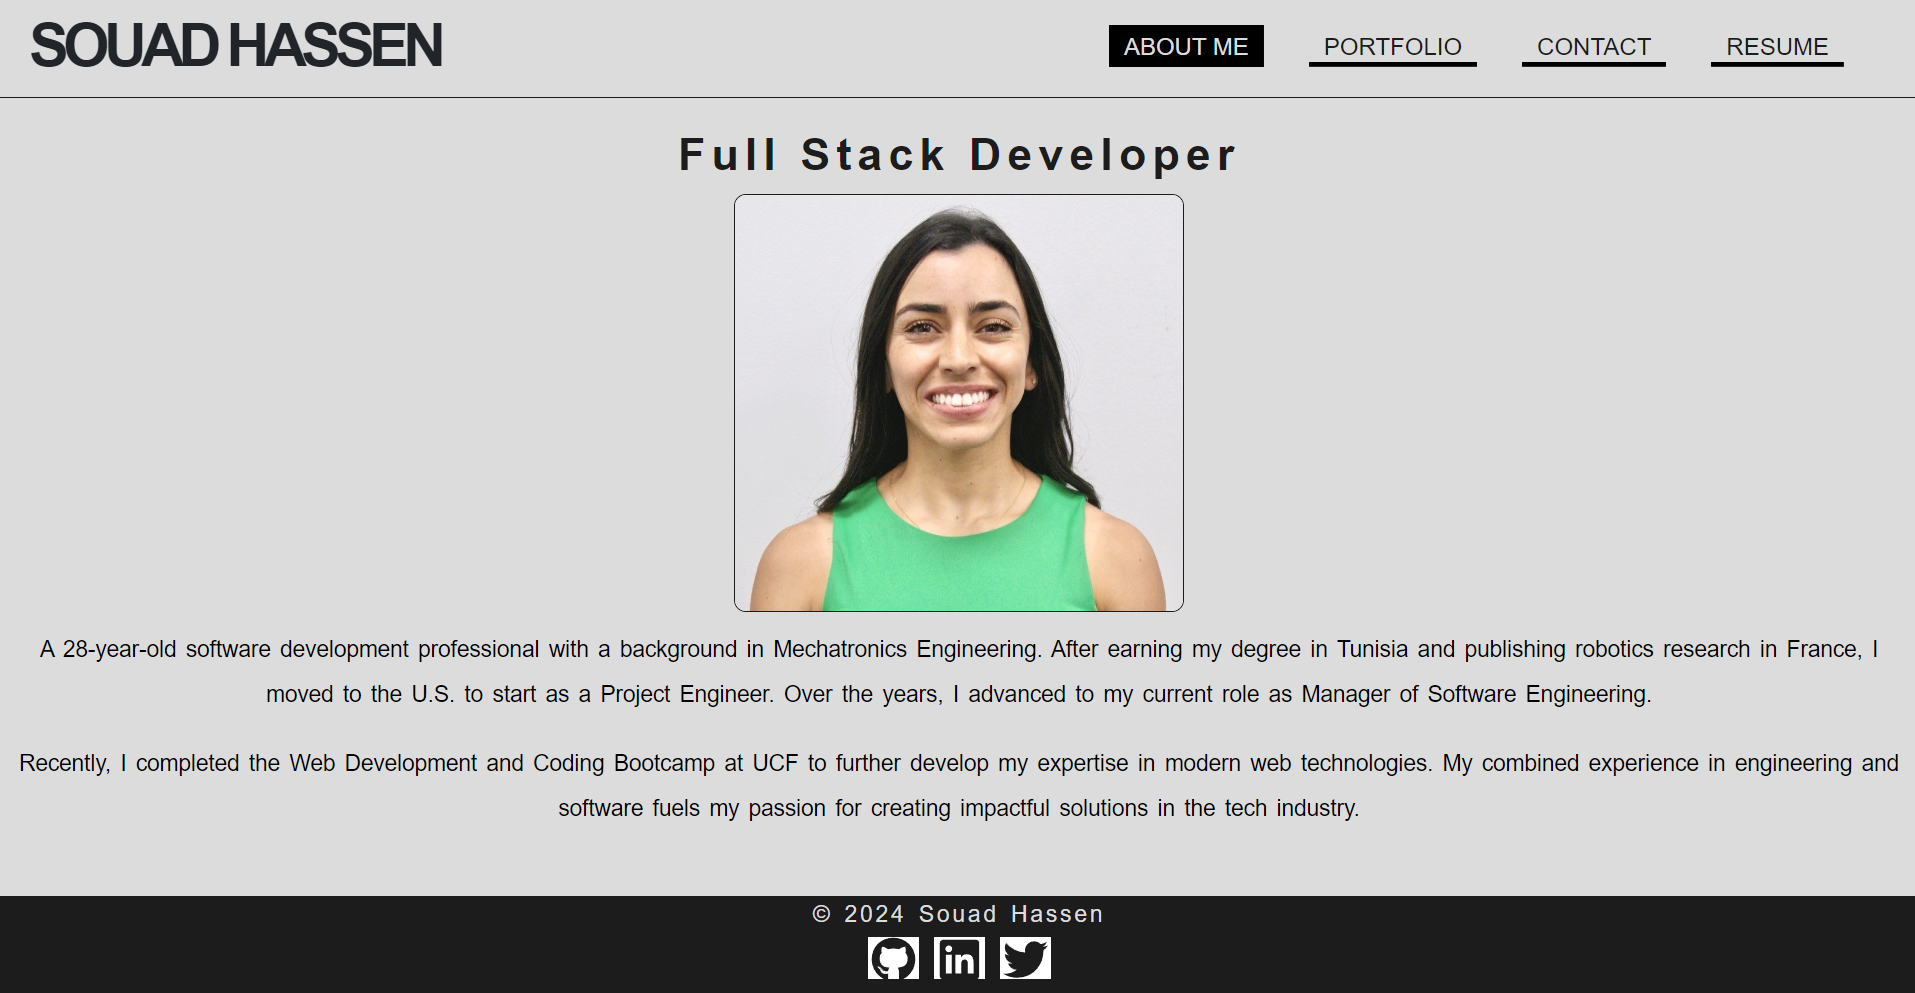 SOUAD HASSEN
ABOUT ME
PORTFOLIO
CONTACT
RESUME
Full Stack Developer
A 28-year-old software development professional with a background in Mechatronics Engineering. After earning my degree in Tunisia and publishing robotics research in France, I
moved to the U.S. to start as a Project Engineer. Over the years, I advanced to my current role as Manager of Software Engineering.
Recently, I completed the Web Development and Coding Bootcamp at UCF to further develop my expertise in modern web technologies. My combined experience in engineering and
software fuels my passion for creating impactful solutions in the tech industry.
© 2024 Souad Hassen
in